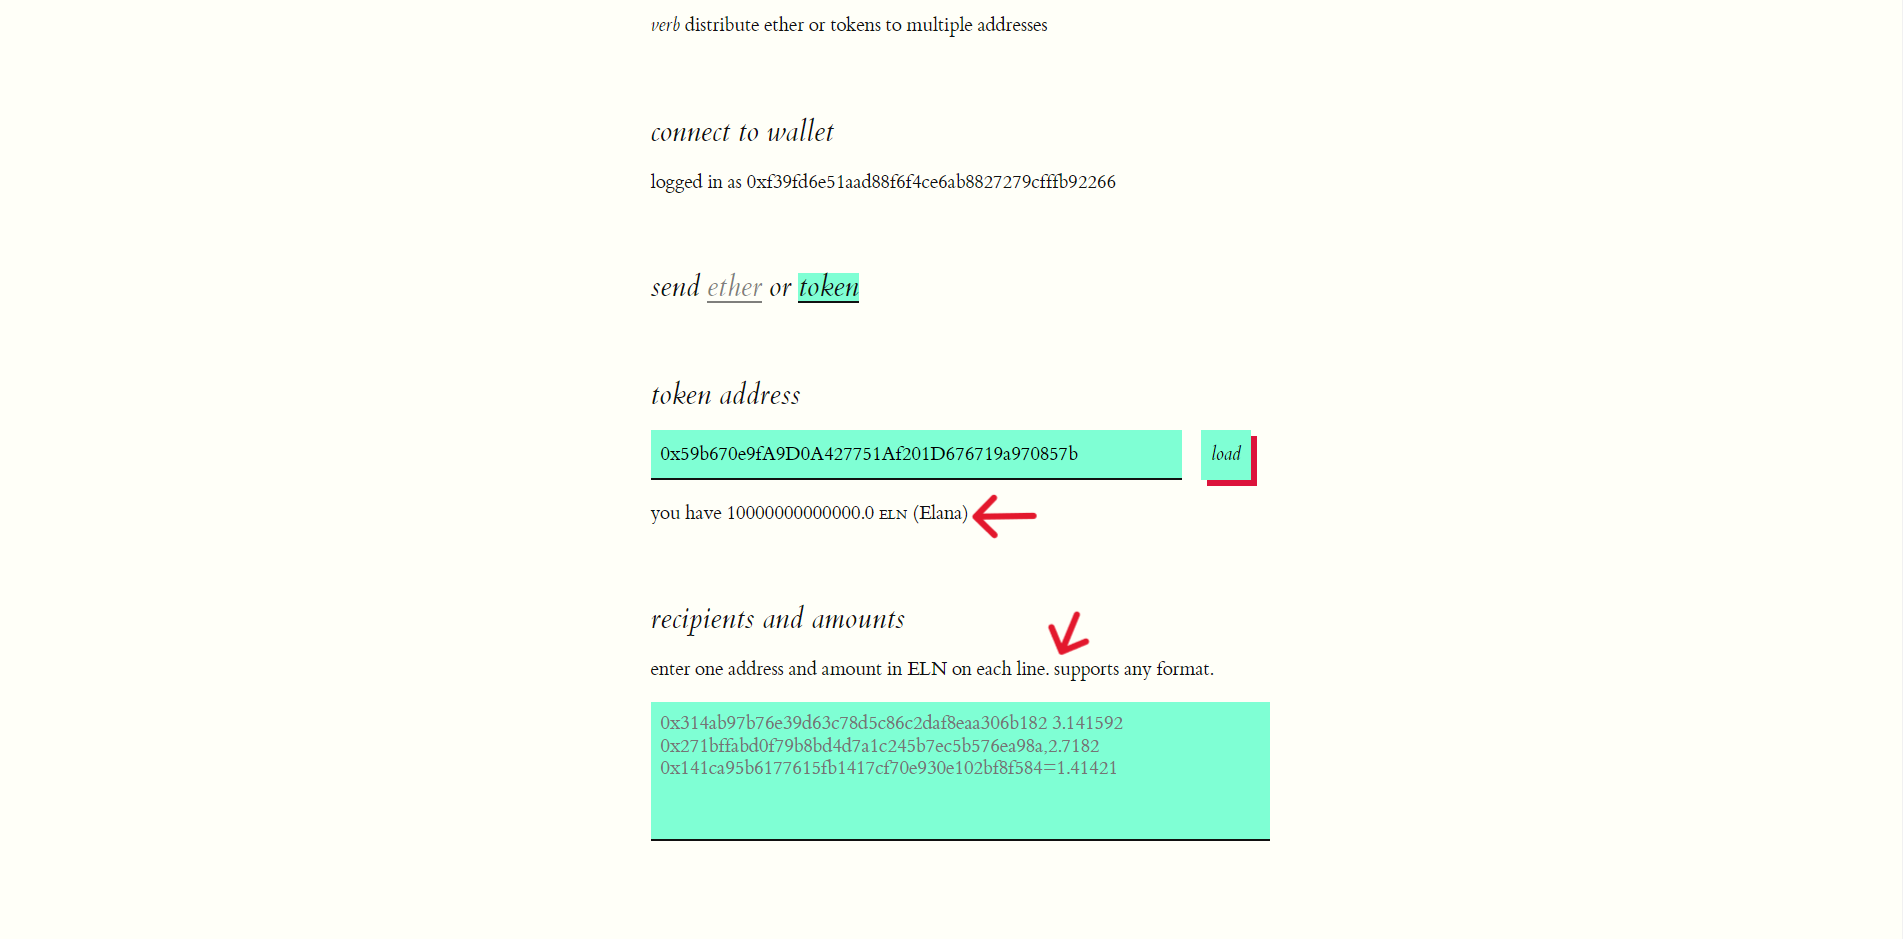 verb distribute ether or tokens to multiple addresses
connect to wallet
logged in as 0xf39fd6e51aad88f6f4ce6ab8827279cfffb92266
send ether or token
token address
0x59b670e9fA9D0A427751Af201D676719a970857b
load
you have 10000000000000.0 ELN (Elana)
recipients and amounts
enter one address and amount in ELN on each line. supports any format.
0x314ab97b76e39d63c78d5c86c2daf8eaa306b182 3.141592
0x271bffabd0f79b8bd4d7a1c245b7ec5b576ea98a,2.7182
0x141ca95b6177615fb1417cf70e930e102bf8f584=1.41421